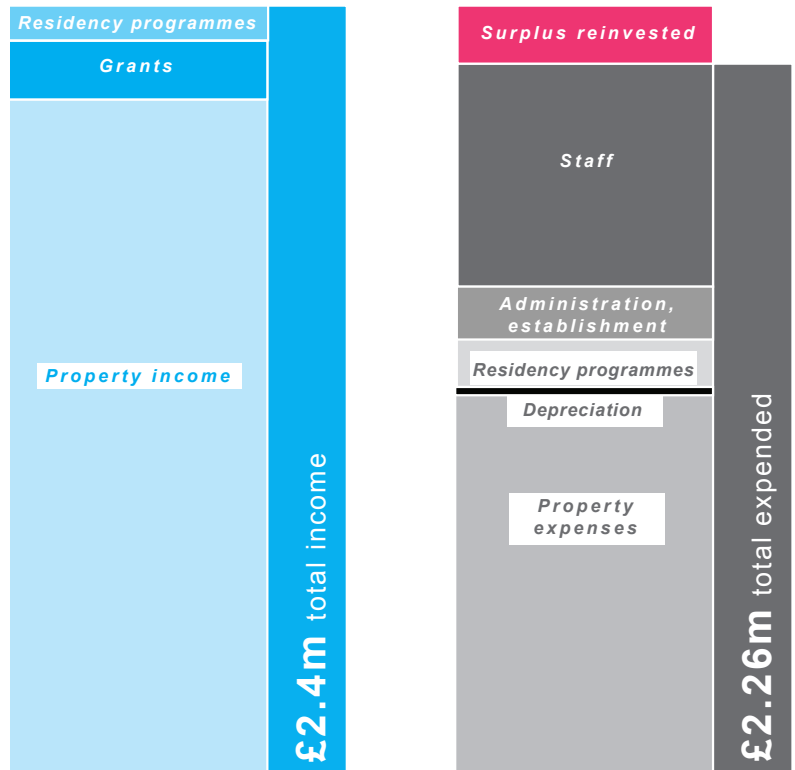 Residency programmes
Grants
Property income
£2.4m total income
Surplus reinvested
Staff
Administration,
establishment
Residency programmes
Depreciation
Property
expenses
£2.26m total expended